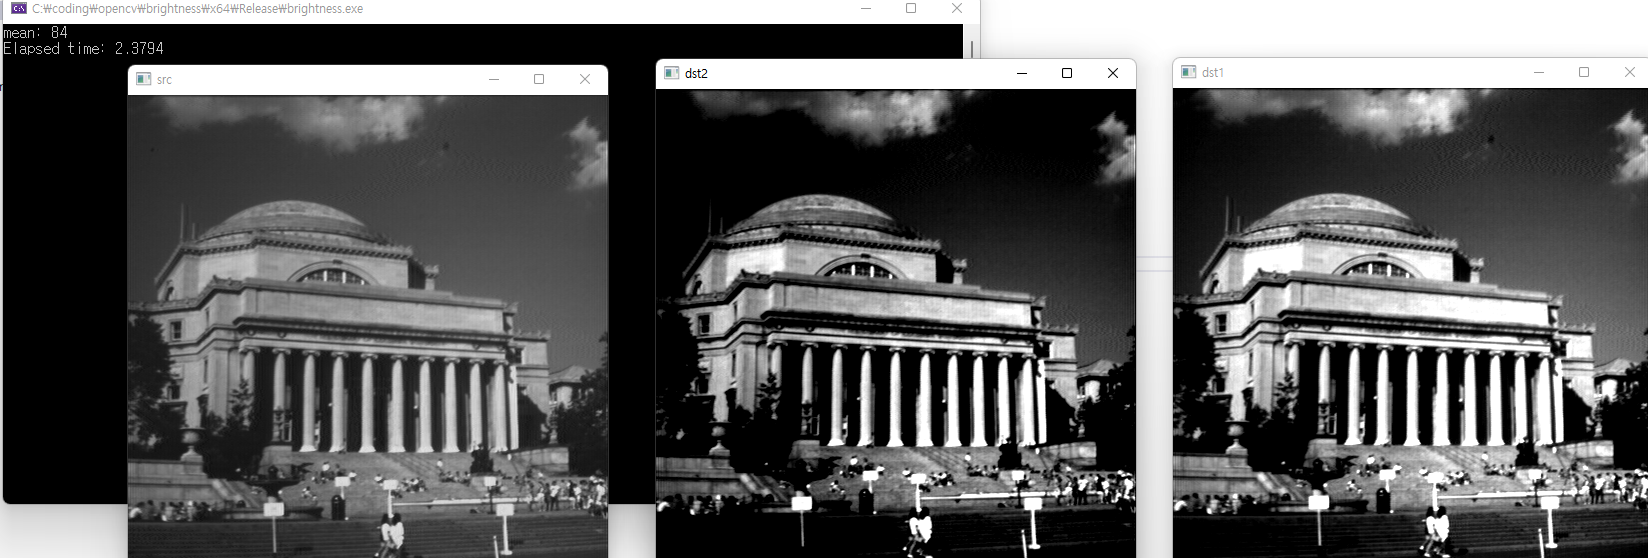 C:\coding\opencv\brightness\x64\Release\brightness.exe
mean: 84
Elapsed time: 2.3794
src
dst2
dst1